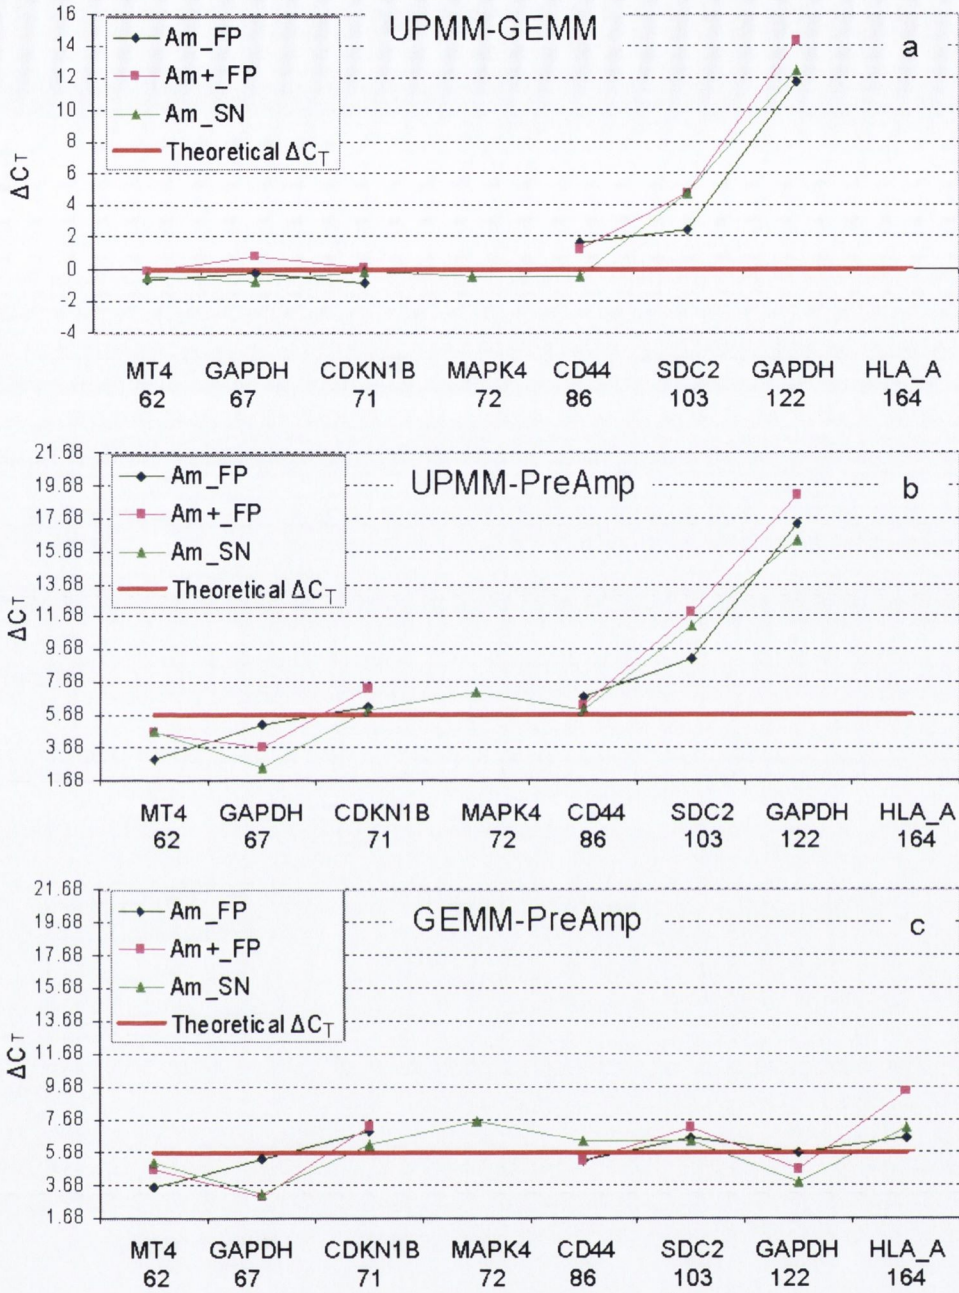 UPMM-GEMM
a
Am_FP
Am+_FP
Am_SN
Theoretical ΔCT
ΔCT
16
14
12
10
8
6
4
2
0
-2
-4
MT4 GAPDH CDKN1B MAPK4 CD44 SDC2 GAPDH HLA_A
62 67 71 72 86 103 122 164
UPMM-PreAmp
b
Am_FP
Am+_FP
Am_SN
Theoretical ΔCT
ΔCT
21.68
19.68
17.68
15.68
13.68
11.68
9.68
7.68
5.68
3.68
1.68
MT4 GAPDH CDKN1B MAPK4 CD44 SDC2 GAPDH HLA_A
62 67 71 72 86 103 122 164
GEMM-PreAmp
c
Am_FP
Am+_FP
Am_SN
Theoretical ΔCT
ΔCT
21.68
19.68
17.68
15.68
13.68
11.68
9.68
7.68
5.68
3.68
1.68
MT4 GAPDH CDKN1B MAPK4 CD44 SDC2 GAPDH HLA_A
62 67 71 72 86 103 122 164